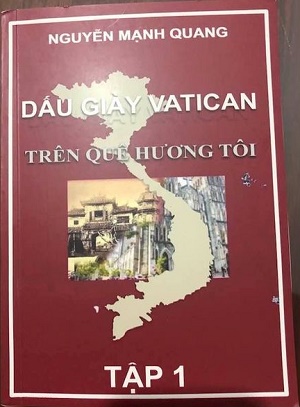 NGUYỄN MẠNH QUANG
DẤU GIÀY VATICAN
TRÊN QUÊ HƯƠNG TÔI
TẬP 1